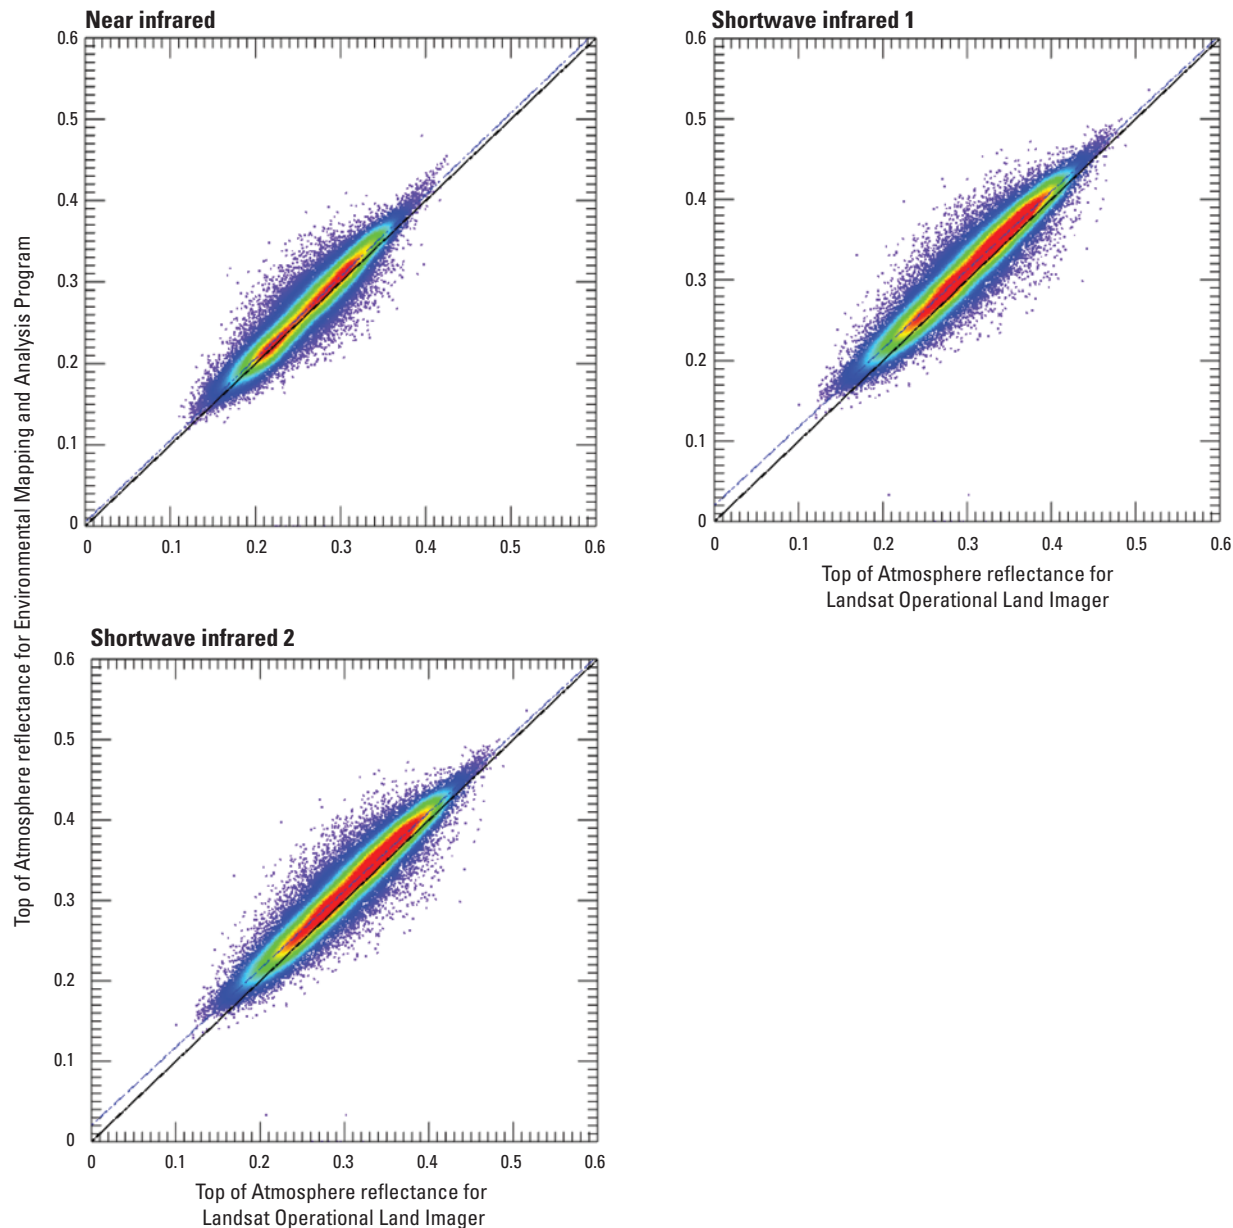 Near infrared
0.6
0.5
0.4
0.3
0.2
0.1
0
0 0.1 0.2 0.3 0.4 0.5 0.6
Shortwave infrared 1
0.6
0.5
0.4
0.3
0.2
0.1
0
0 0.1 0.2 0.3 0.4 0.5 0.6
Top of Atmosphere reflectance for
Landsat Operational Land Imager
Top of Atmosphere reflectance for Environmental Mapping and Analysis Program
Shortwave infrared 2
0.6
0.5
0.4
0.3
0.2
0.1
0
0 0.1 0.2 0.3 0.4 0.5 0.6
Top of Atmosphere reflectance for
Landsat Operational Land Imager